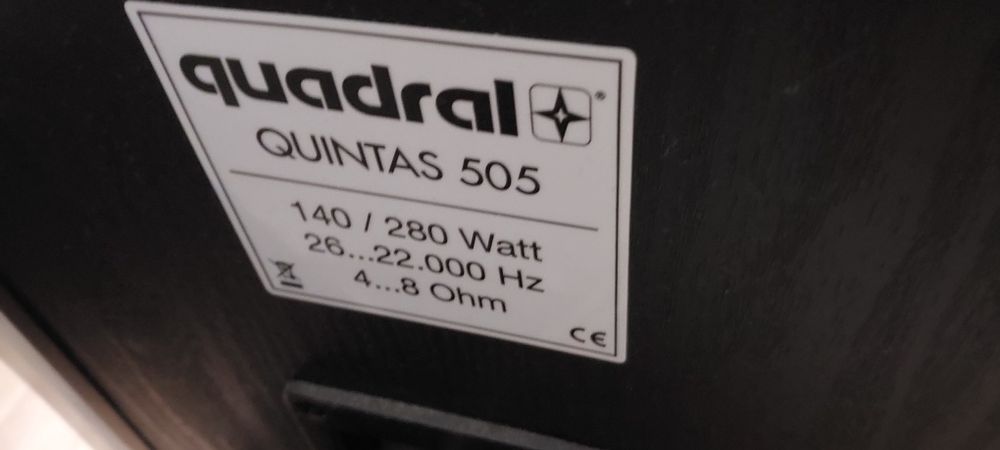 quadral®
QUINTAS 505
140 / 280 Watt
26...22.000 Hz
4...8 Ohm
CE